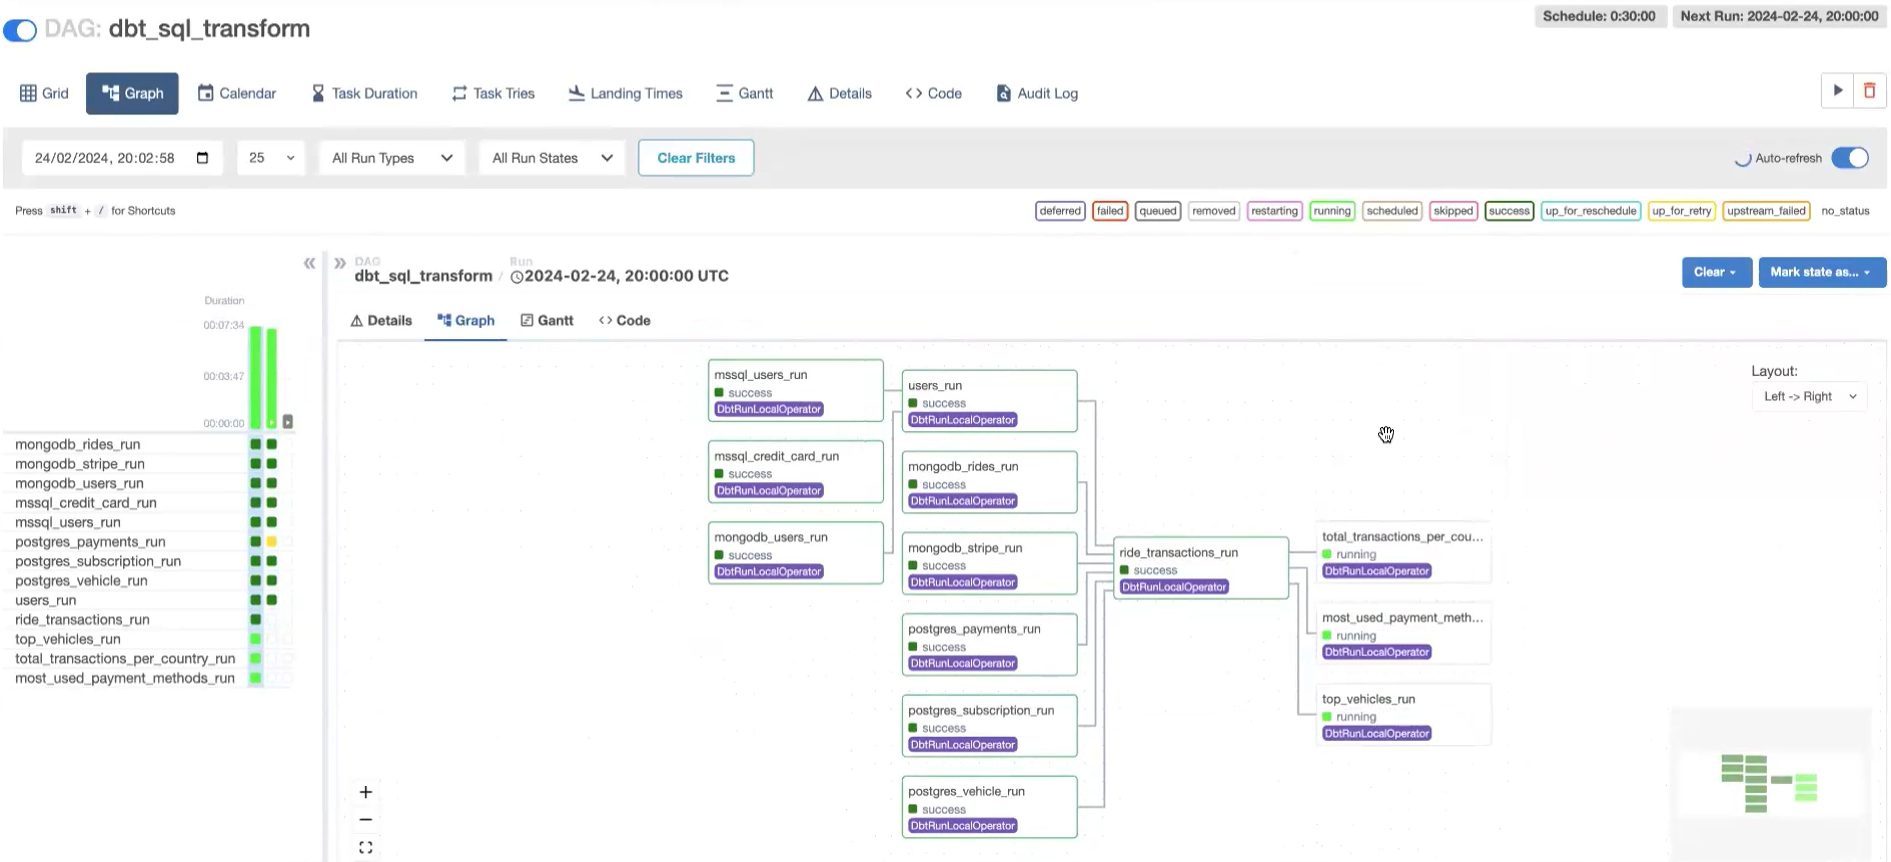 DAG: dbt_sql_transform
Schedule: 0:30:00
Next Run: 2024-02-24, 20:00:00
Grid
Graph
Calendar
Task Duration
Task Tries
Landing Times
Gantt
Details
Code
Audit Log
24/02/2024, 20:02:58
25
All Run Types
All Run States
Clear Filters
Auto-refresh
Press shift + / for Shortcuts
deferred
failed
queued
removed
restarting
running
scheduled
skipped
success
up_for_reschedule
up_for_retry
upstream_failed
no_status
Duration
00:07:34
00:03:47
00:00:00
mongodb_rides_run
mongodb_stripe_run
mongodb_users_run
mssql_credit_card_run
mssql_users_run
postgres_payments_run
postgres_subscription_run
postgres_vehicle_run
users_run
ride_transactions_run
top_vehicles_run
total_transactions_per_country_run
most_used_payment_methods_run
DAG
dbt_sql_transform
/
Run
2024-02-24, 20:00:00 UTC
Clear
Mark state as...
Details
Graph
Gantt
Code
Layout:
Left -> Right
mssql_users_run
success
DbtRunLocalOperator
mssql_credit_card_run
success
DbtRunLocalOperator
mongodb_users_run
success
DbtRunLocalOperator
users_run
success
DbtRunLocalOperator
mongodb_rides_run
success
DbtRunLocalOperator
mongodb_stripe_run
success
DbtRunLocalOperator
postgres_payments_run
success
DbtRunLocalOperator
postgres_subscription_run
success
DbtRunLocalOperator
postgres_vehicle_run
success
DbtRunLocalOperator
ride_transactions_run
success
DbtRunLocalOperator
total_transactions_per_cou...
running
DbtRunLocalOperator
most_used_payment_meth...
running
DbtRunLocalOperator
top_vehicles_run
running
DbtRunLocalOperator